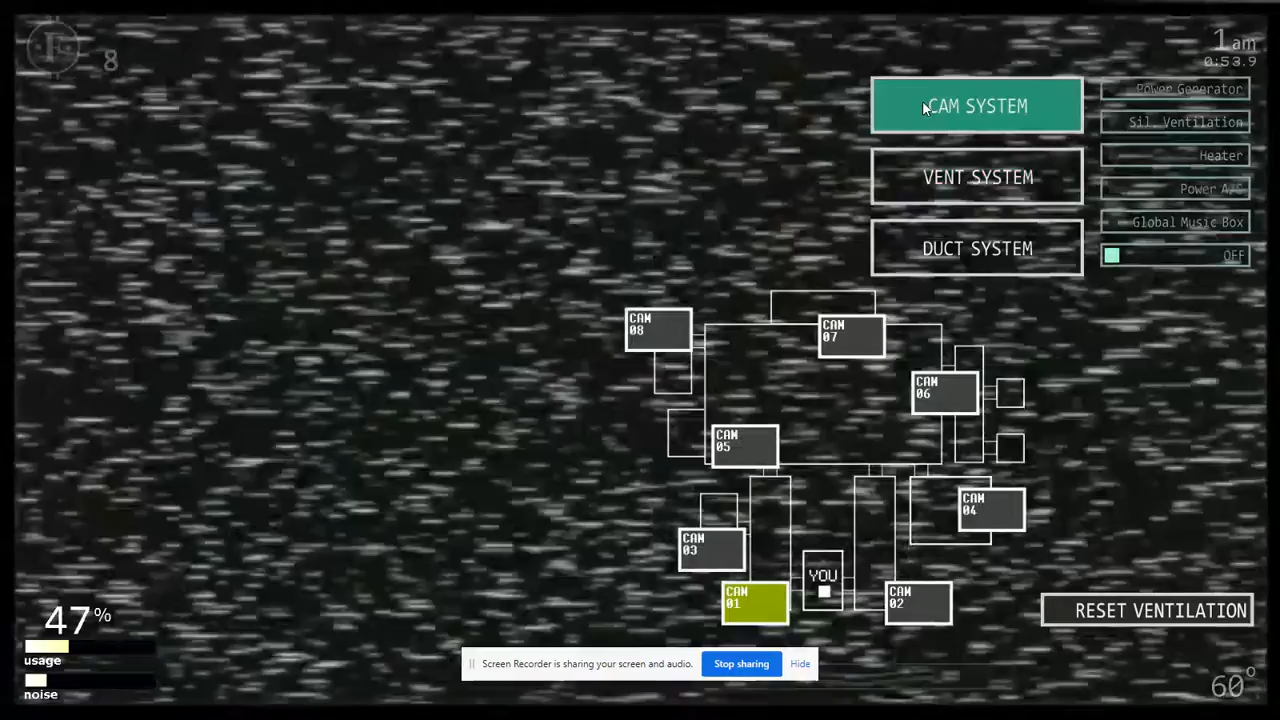 F
8
1am
0:53.9
CAM SYSTEM
Power Generator
Sil. Ventilation
VENT SYSTEM
Heater
Power A/C
DUCT SYSTEM
Global Music Box
OFF
CAM
08
CAM
07
CAM
06
CAM
05
CAM
04
CAM
03
YOU
CAM
01
CAM
02
RESET VENTILATION
47%
usage
noise
Screen Recorder is sharing your screen and audio.
Stop sharing
Hide
60°